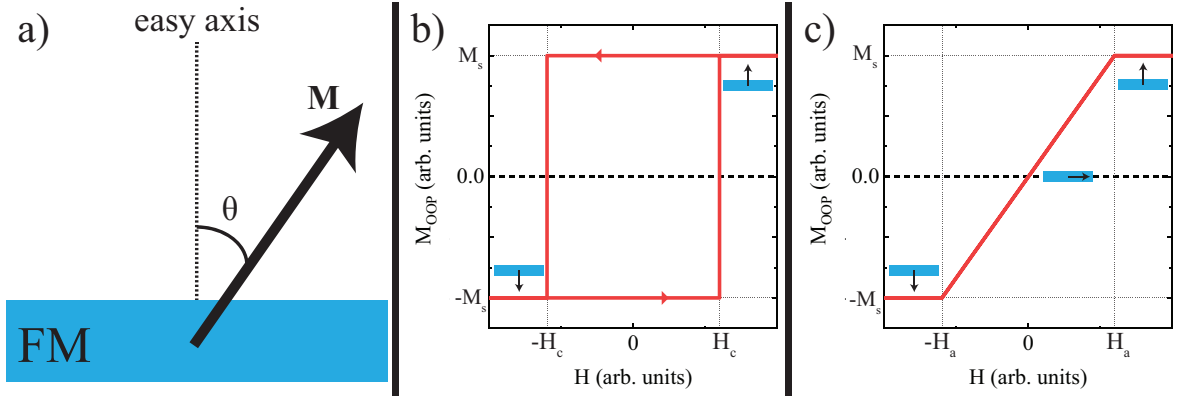 a)
easy axis
M
θ
FM
b)
M_OOP (arb. units)
M_s
0.0
-M_s
-H_c
0
H_c
H (arb. units)
c)
M_OOP (arb. units)
M_s
0.0
-M_s
-H_a
0
H_a
H (arb. units)